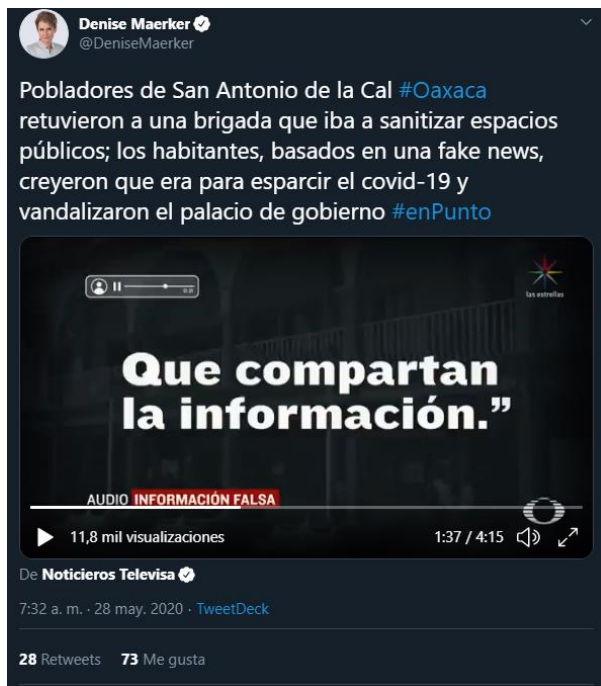 Denise Maerker
@DeniseMaerker
Pobladores de San Antonio de la Cal #Oaxaca
retuvieron a una brigada que iba a sanitizar espacios
públicos; los habitantes, basados en una fake news,
creyeron que era para esparcir el covid-19 y
vandalizaron el palacio de gobierno #enPunto
las estrellas
Que compartan
la información.”
AUDIO INFORMACIÓN FALSA
11,8 mil visualizaciones
1:37 / 4:15
De Noticieros Televisa
7:32 a. m. · 28 may. 2020 · TweetDeck
28 Retweets 73 Me gusta